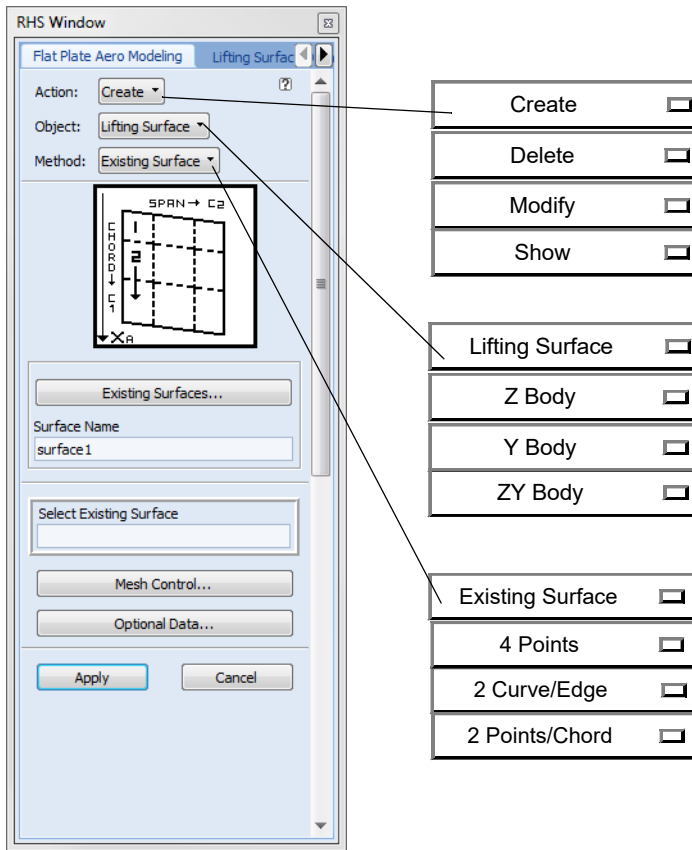 RHS Window
Flat Plate Aero Modeling
Lifting Surfac
Action: Create
Object: Lifting Surface
Method: Existing Surface
SPAN→ C2
CHORD→ C1
1
2
XA
Existing Surfaces...
Surface Name
surface1
Select Existing Surface
Mesh Control...
Optional Data...
Apply Cancel
Create
Delete
Modify
Show
Lifting Surface
Z Body
Y Body
ZY Body
Existing Surface
4 Points
2 Curve/Edge
2 Points/Chord